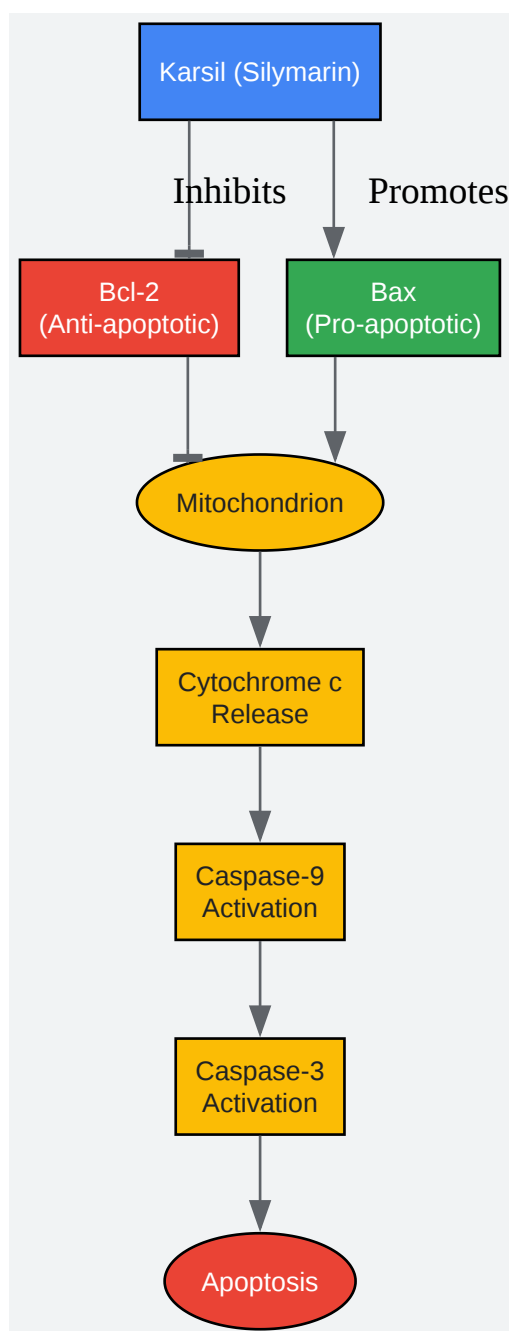 Karsil (Silymarin)
Inhibits
Promotes
Bcl-2
(Anti-apoptotic)
Bax
(Pro-apoptotic)
Mitochondrion
Cytochrome c
Release
Caspase-9
Activation
Caspase-3
Activation
Apoptosis